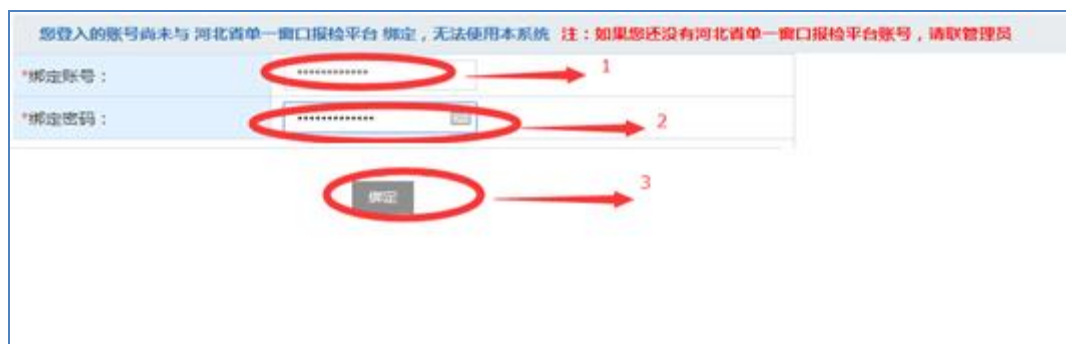 您登入的账号尚未与 河北省单一窗口报检平台 绑定，无法使用本系统 注：如果您还没有河北省单一窗口报检平台账号，请联管理员
*绑定账号： ************ 1
*绑定密码： ************* 2
绑定 3